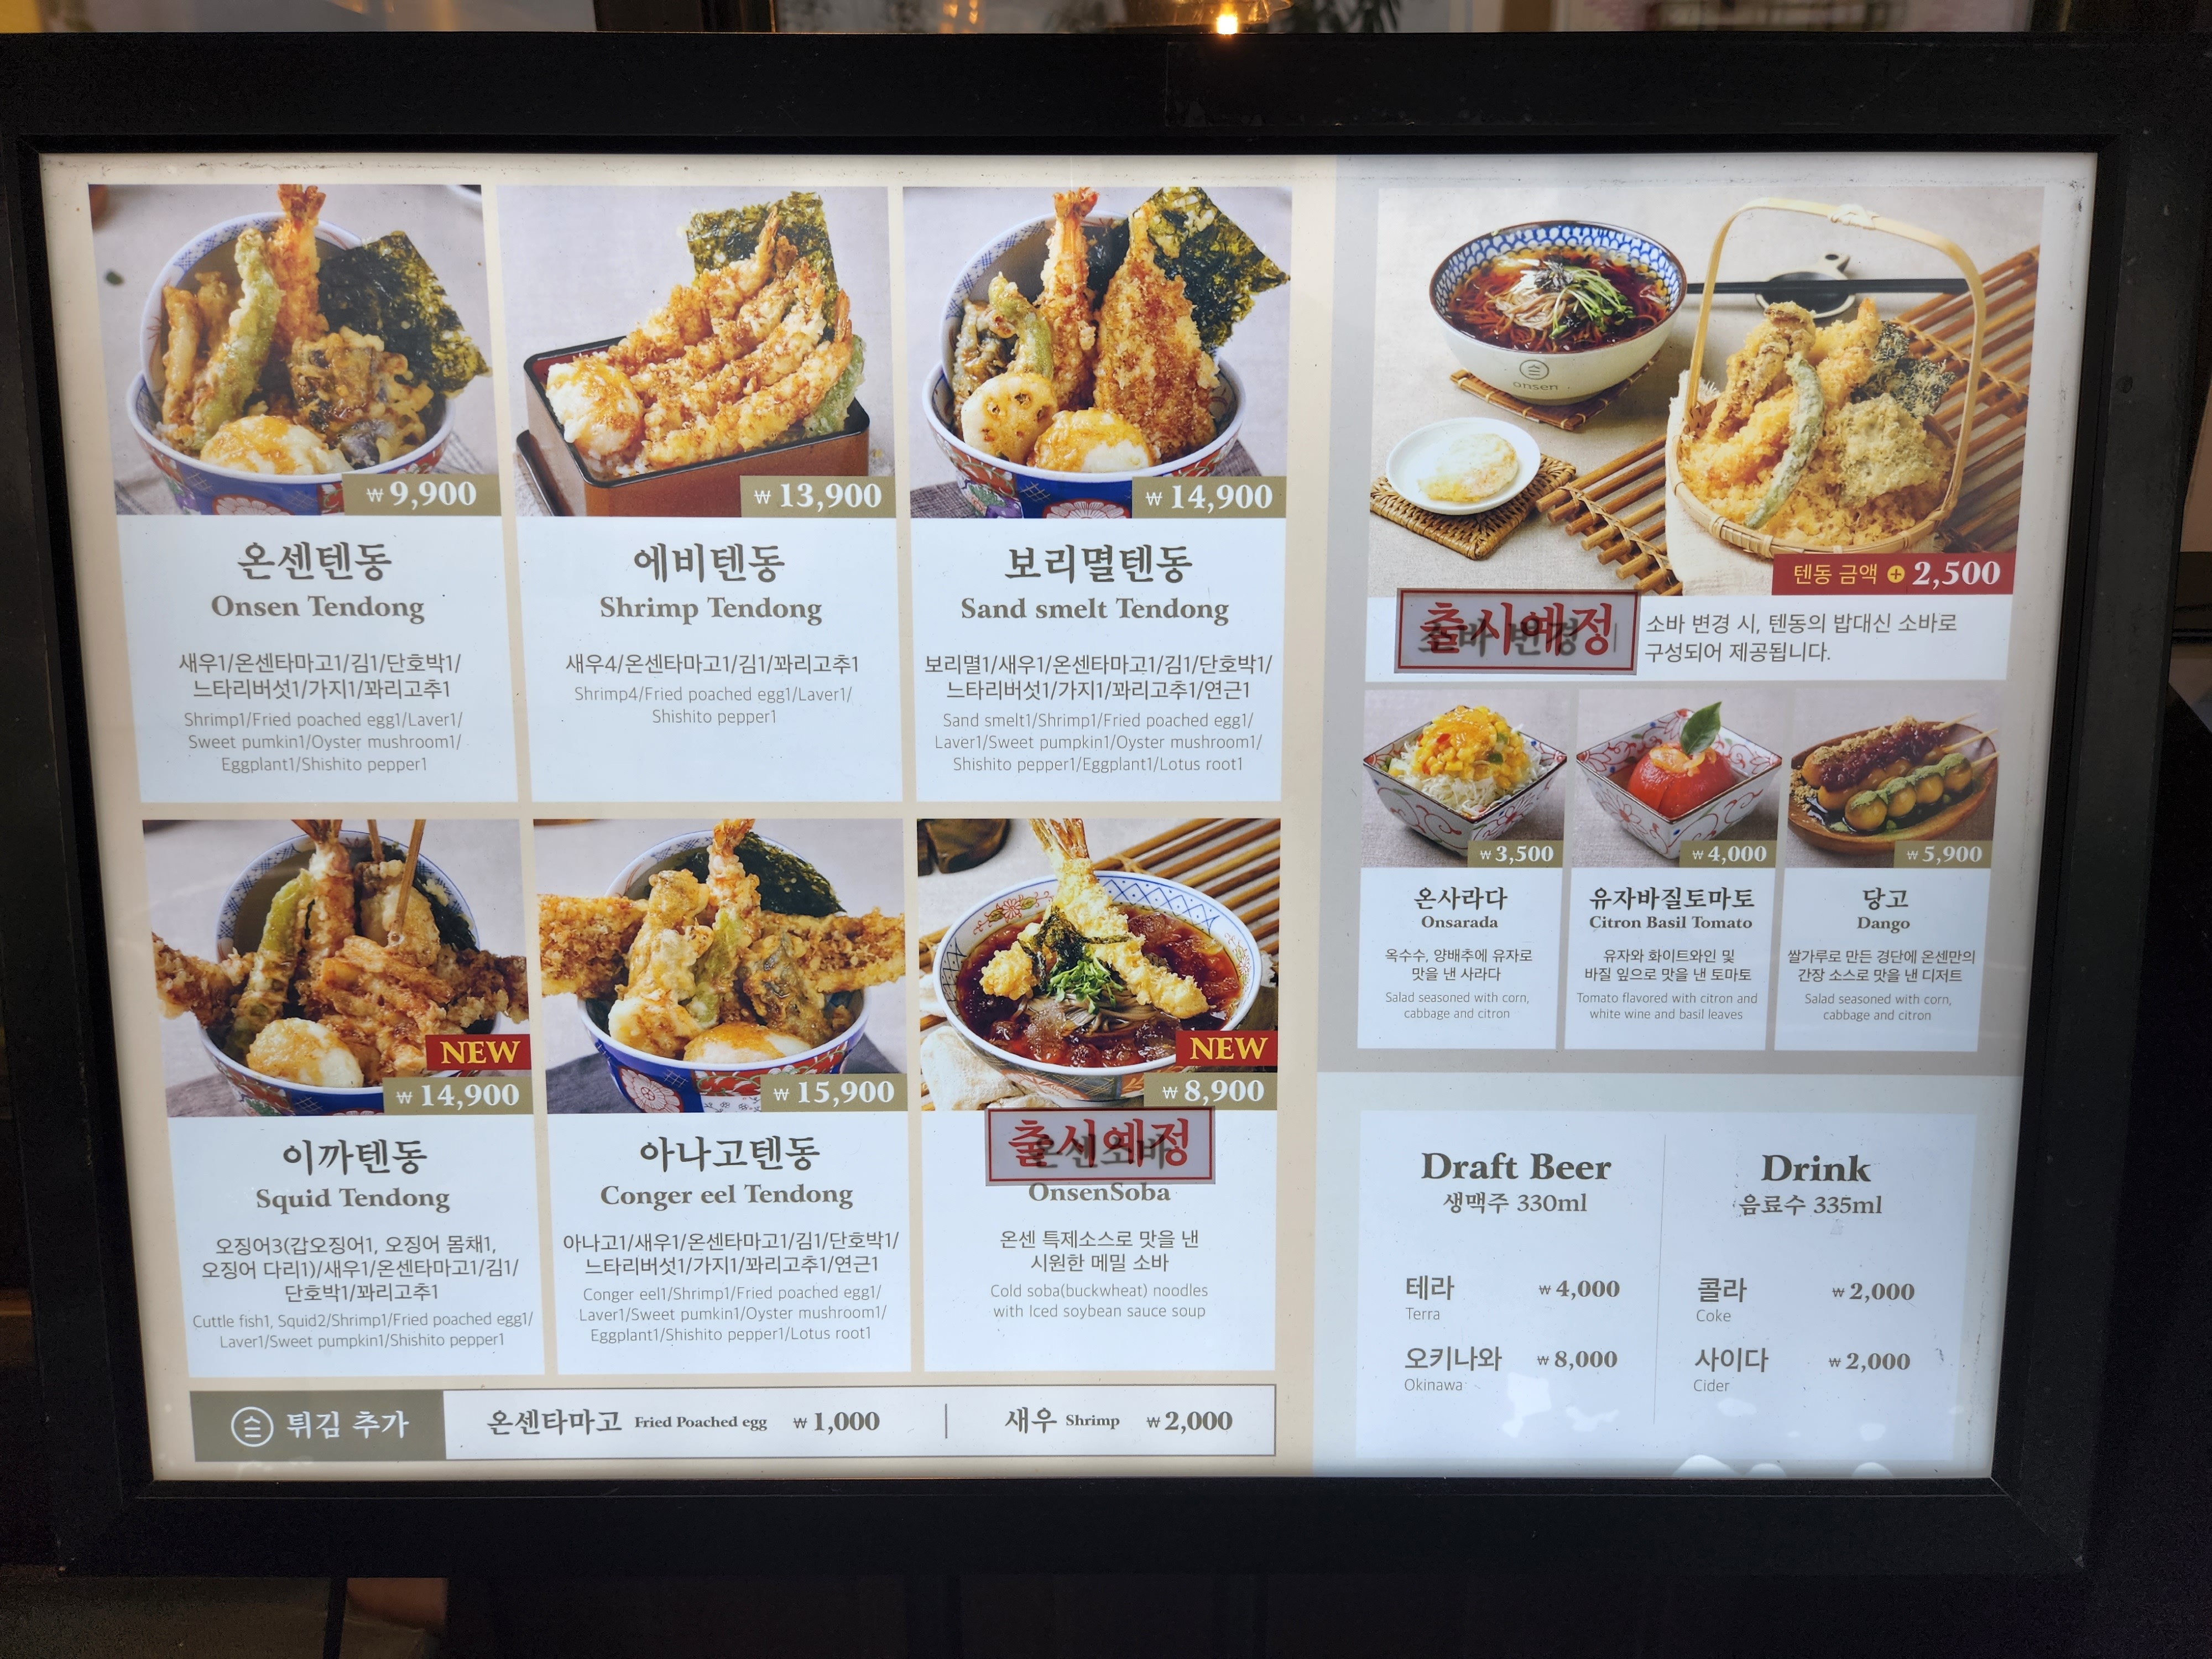 ₩ 9,900
온센텐동
Onsen Tendong
새우1/온센타마고1/김1/단호박1/
느타리버섯1/가지1/꽈리고추1
Shrimp1/Fried poached egg1/Laver1/
Sweet pumkin1/Oyster mushroom1/
Eggplant1/Shishito pepper1
₩ 13,900
에비텐동
Shrimp Tendong
새우4/온센타마고1/김1/꽈리고추1
Shrimp4/Fried poached egg1/Laver1/
Shishito pepper1
₩ 14,900
보리멸텐동
Sand smelt Tendong
보리멸1/새우1/온센타마고1/김1/단호박1/
느타리버섯1/가지1/꽈리고추1/연근1
Sand smelt1/Shrimp1/Fried poached egg1/
Laver1/Sweet pumpkin1/Oyster mushroom1/
Shishito pepper1/Eggplant1/Lotus root1
NEW
₩ 14,900
이까텐동
Squid Tendong
오징어3(갑오징어1, 오징어 몸채1,
오징어 다리1)/새우1/온센타마고1/김1/
단호박1/꽈리고추1
Cuttle fish1, Squid2/Shrimp1/Fried poached egg1/
Laver1/Sweet pumpkin1/Shishito pepper1
₩ 15,900
아나고텐동
Conger eel Tendong
아나고1/새우1/온센타마고1/김1/단호박1/
느타리버섯1/가지1/꽈리고추1/연근1
Conger eel1/Shrimp1/Fried poached egg1/
Laver1/Sweet pumkin1/Oyster mushroom1/
Eggplant1/Shishito pepper1/Lotus root1
NEW
₩ 8,900
출시예정
온센소바
OnsenSoba
온센 특제소스로 맛을 낸
시원한 메밀 소바
Cold soba(buckwheat) noodles
with Iced soybean sauce soup
튀김 추가
온센타마고 Fried Poached egg ₩ 1,000
새우 Shrimp ₩ 2,000
onsen
텐동 금액 + 2,500
출시예정
소바 변경
소바 변경 시, 텐동의 밥대신 소바로
구성되어 제공됩니다.
₩ 3,500
온사라다
Onsarada
옥수수, 양배추에 유자로
맛을 낸 사라다
Salad seasoned with corn,
cabbage and citron
₩ 4,000
유자바질토마토
Citron Basil Tomato
유자와 화이트와인 및
바질 잎으로 맛을 낸 토마토
Tomato flavored with citron and
white wine and basil leaves
₩ 5,900
당고
Dango
쌀가루로 만든 경단에 온센만의
간장 소스로 맛을 낸 디저트
Salad seasoned with corn,
cabbage and citron
Draft Beer
생맥주 330ml
테라 ₩ 4,000
Terra
오키나와 ₩ 8,000
Okinawa
Drink
음료수 335ml
콜라 ₩ 2,000
Coke
사이다 ₩ 2,000
Cider